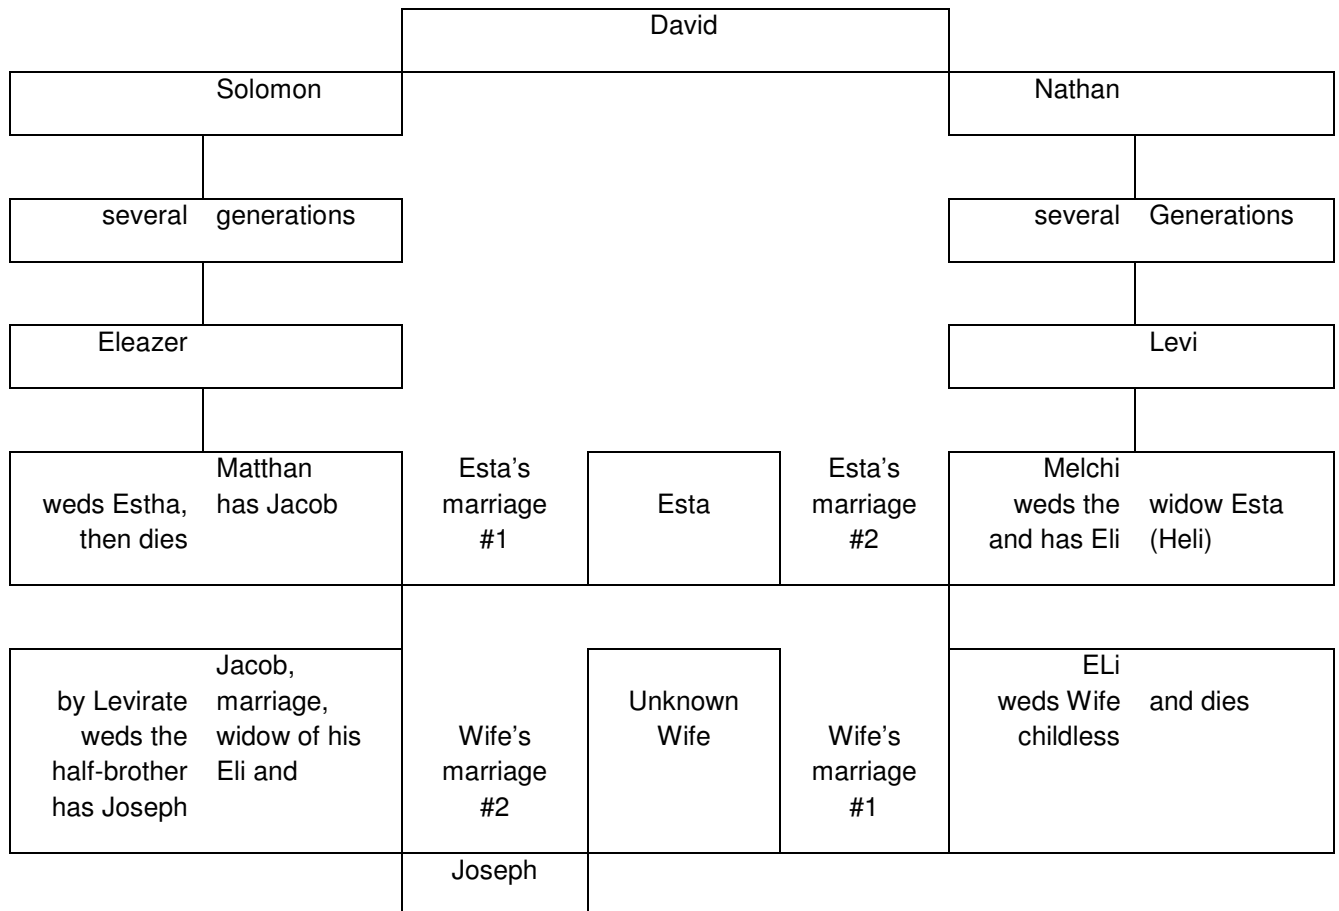 David
Solomon
Nathan
several generations
several Generations
Eleazer
Levi
Matthan
weds Estha, has Jacob
then dies
Esta's
marriage
#1
Esta
Esta's
marriage
#2
Melchi
weds the widow Esta
and has Eli (Heli)
Jacob,
by Levirate marriage,
weds the widow of his
half-brother Eli and
has Joseph
Wife's
marriage
#2
Unknown
Wife
Wife's
marriage
#1
ELi
weds Wife and dies
childless
Joseph